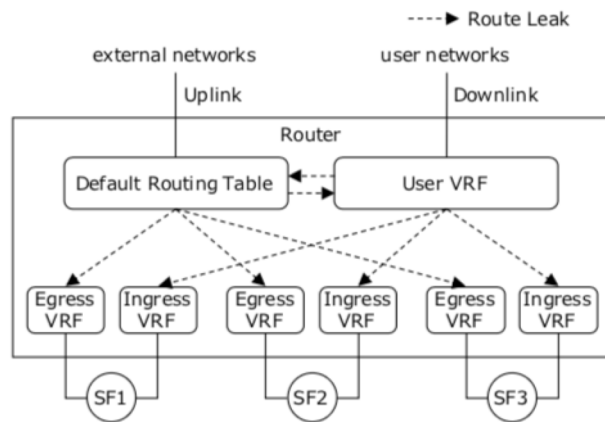 Route Leak
external networks
user networks
Uplink
Downlink
Router
Default Routing Table
User VRF
Egress
VRF
Ingress
VRF
Egress
VRF
Ingress
VRF
Egress
VRF
Ingress
VRF
SF1
SF2
SF3